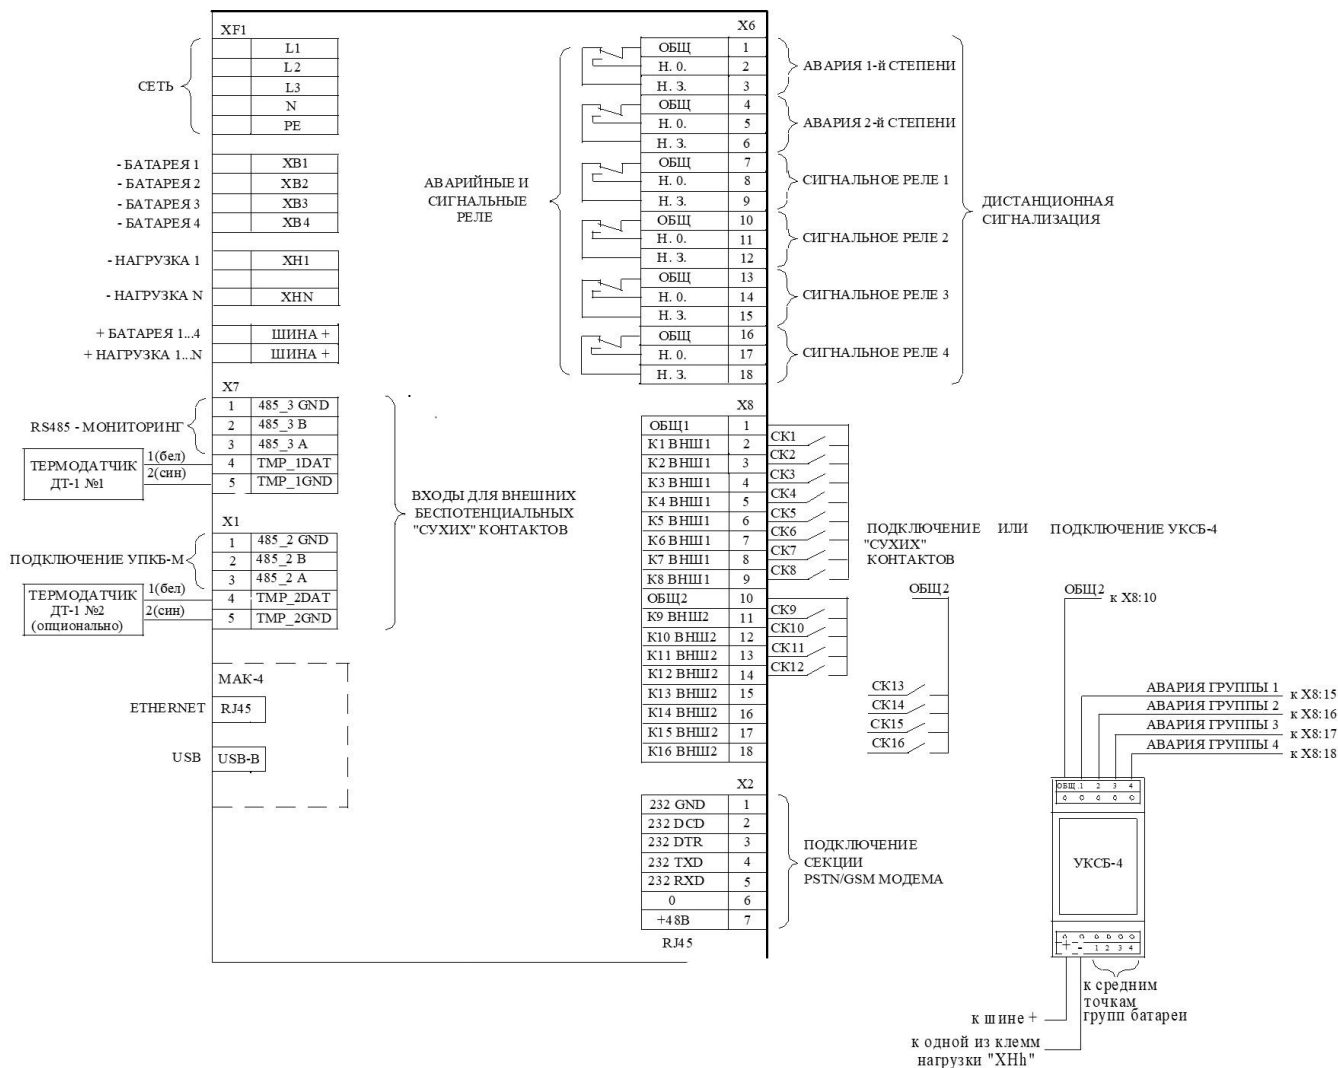 XF1
L1
L2
L3
N
PE
СЕТЬ
- БАТАРЕЯ 1
XB1
- БАТАРЕЯ 2
XB2
- БАТАРЕЯ 3
XB3
- БАТАРЕЯ 4
XB4
- НАГРУЗКА 1
XH1
- НАГРУЗКА N
XHN
+ БАТАРЕЯ 1...4
ШИНА +
+ НАГРУЗКА 1...N
ШИНА +
X7
1 485_3 GND
2 485_3 B
3 485_3 A
4 TMP_1DAT
5 TMP_1GND
RS485 - МОНИТОРИНГ
ТЕРМОДАТЧИК
ДТ-1 №1
1(бел)
2(син)
X1
1 485_2 GND
2 485_2 B
3 485_2 A
4 TMP_2DAT
5 TMP_2GND
ПОДКЛЮЧЕНИЕ УПКБ-М
ТЕРМОДАТЧИК
ДТ-1 №2
(опционально)
1(бел)
2(син)
ВХОДЫ ДЛЯ ВНЕШНИХ
БЕСПОТЕНЦИАЛЬНЫХ
"СУХИХ" КОНТАКТОВ
МАК-4
ETHERNET
RJ45
USB
USB-B
X6
ОБЩ 1
Н. О. 2
Н. З. 3
ОБЩ 4
Н. О. 5
Н. З. 6
ОБЩ 7
Н. О. 8
Н. З. 9
ОБЩ 10
Н. О. 11
Н. З. 12
ОБЩ 13
Н. О. 14
Н. З. 15
ОБЩ 16
Н. О. 17
Н. З. 18
АВАРИЙНЫЕ И
СИГНАЛЬНЫЕ
РЕЛЕ
АВАРИЯ 1-й СТЕПЕНИ
АВАРИЯ 2-й СТЕПЕНИ
СИГНАЛЬНОЕ РЕЛЕ 1
СИГНАЛЬНОЕ РЕЛЕ 2
СИГНАЛЬНОЕ РЕЛЕ 3
СИГНАЛЬНОЕ РЕЛЕ 4
ДИСТАНЦИОННАЯ
СИГНАЛИЗАЦИЯ
X8
ОБЩ1 1
К1 ВНШ1 2
К2 ВНШ1 3
К3 ВНШ1 4
К4 ВНШ1 5
К5 ВНШ1 6
К6 ВНШ1 7
К7 ВНШ1 8
К8 ВНШ1 9
ОБЩ2 10
К9 ВНШ2 11
К10 ВНШ2 12
К11 ВНШ2 13
К12 ВНШ2 14
К13 ВНШ2 15
К14 ВНШ2 16
К15 ВНШ2 17
К16 ВНШ2 18
СК1
СК2
СК3
СК4
СК5
СК6
СК7
СК8
СК9
СК10
СК11
СК12
ПОДКЛЮЧЕНИЕ ИЛИ ПОДКЛЮЧЕНИЕ УКСБ-4
"СУХИХ"
КОНТАКТОВ
ОБЩ2
СК13
СК14
СК15
СК16
ОБЩ2 к X8:10
АВАРИЯ ГРУППЫ 1 к X8:15
АВАРИЯ ГРУППЫ 2 к X8:16
АВАРИЯ ГРУППЫ 3 к X8:17
АВАРИЯ ГРУППЫ 4 к X8:18
ОБЩ 1 2 3 4
УКСБ-4
+ - 1 2 3 4
к средним
точкам
групп батареи
к шине +
к одной из клемм
нагрузки "XHh"
X2
232 GND 1
232 DCD 2
232 DTR 3
232 TXD 4
232 RXD 5
0 6
+48В 7
RJ45
ПОДКЛЮЧЕНИЕ
СЕКЦИИ
PSTN/GSM МОДЕМА